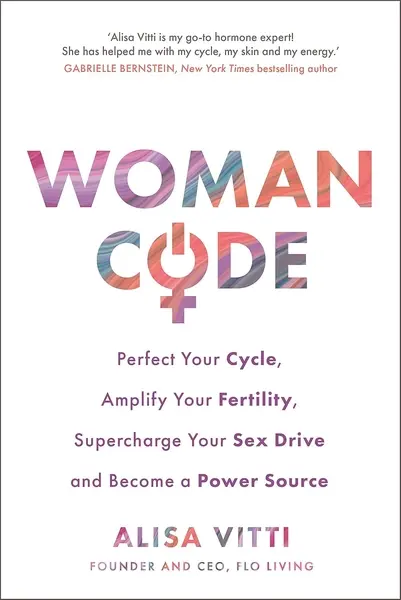 ‘Alisa Vitti is my go-to hormone expert!
She has helped me with my cycle, my skin and my energy.’
GABRIELLE BERNSTEIN, New York Times bestselling author
WOMAN
CODE
Perfect Your Cycle,
Amplify Your Fertility,
Supercharge Your Sex Drive
and Become a Power Source
ALISA VITTI
FOUNDER AND CEO, FLO LIVING